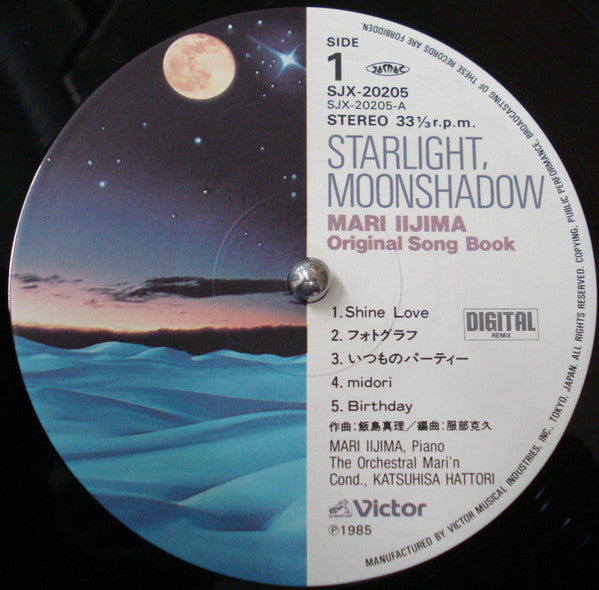 SIDE
1
JASRAC
SJX-20205
SJX-20205-A
STEREO 33⅓r.p.m.
STARLIGHT,
MOONSHADOW
MARI IIJIMA
Original Song Book
DIGITAL
REMIX
1. Shine Love
2. フォトグラフ
3. いつものパーティー
4. midori
5. Birthday
作曲:飯島真理/編曲:服部克久
MARI IIJIMA, Piano
The Orchestral Mari'n
Cond., KATSUHISA HATTORI
Victor
Ⓟ1985
MANUFACTURED BY VICTOR MUSICAL INDUSTRIES, INC., TOKYO, JAPAN. ALL RIGHTS RESERVED. COPYING, PUBLIC PERFORMANCE, BROADCASTING OF THESE RECORDS ARE FORBIDDEN.